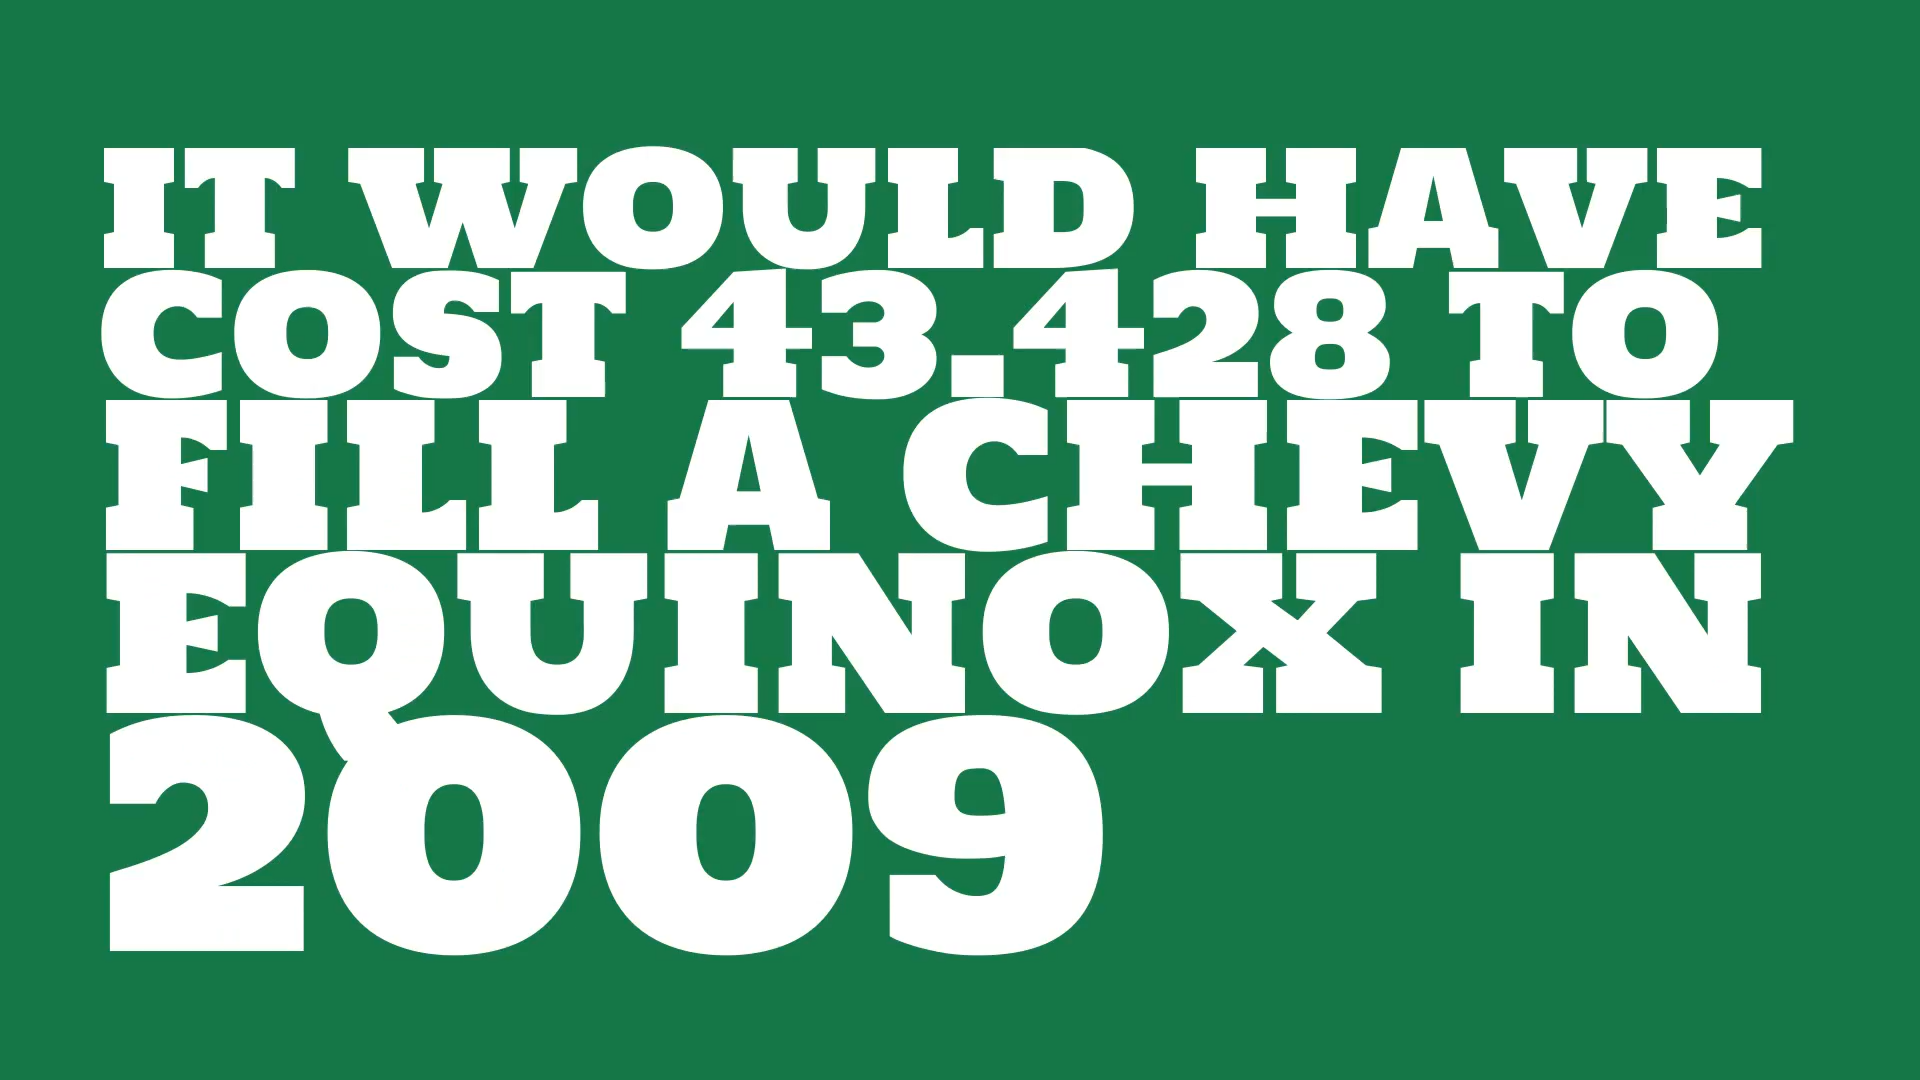 IT WOULD HAVE
COST 43.428 TO
FILL A CHEVY
EQUINOX IN
2009